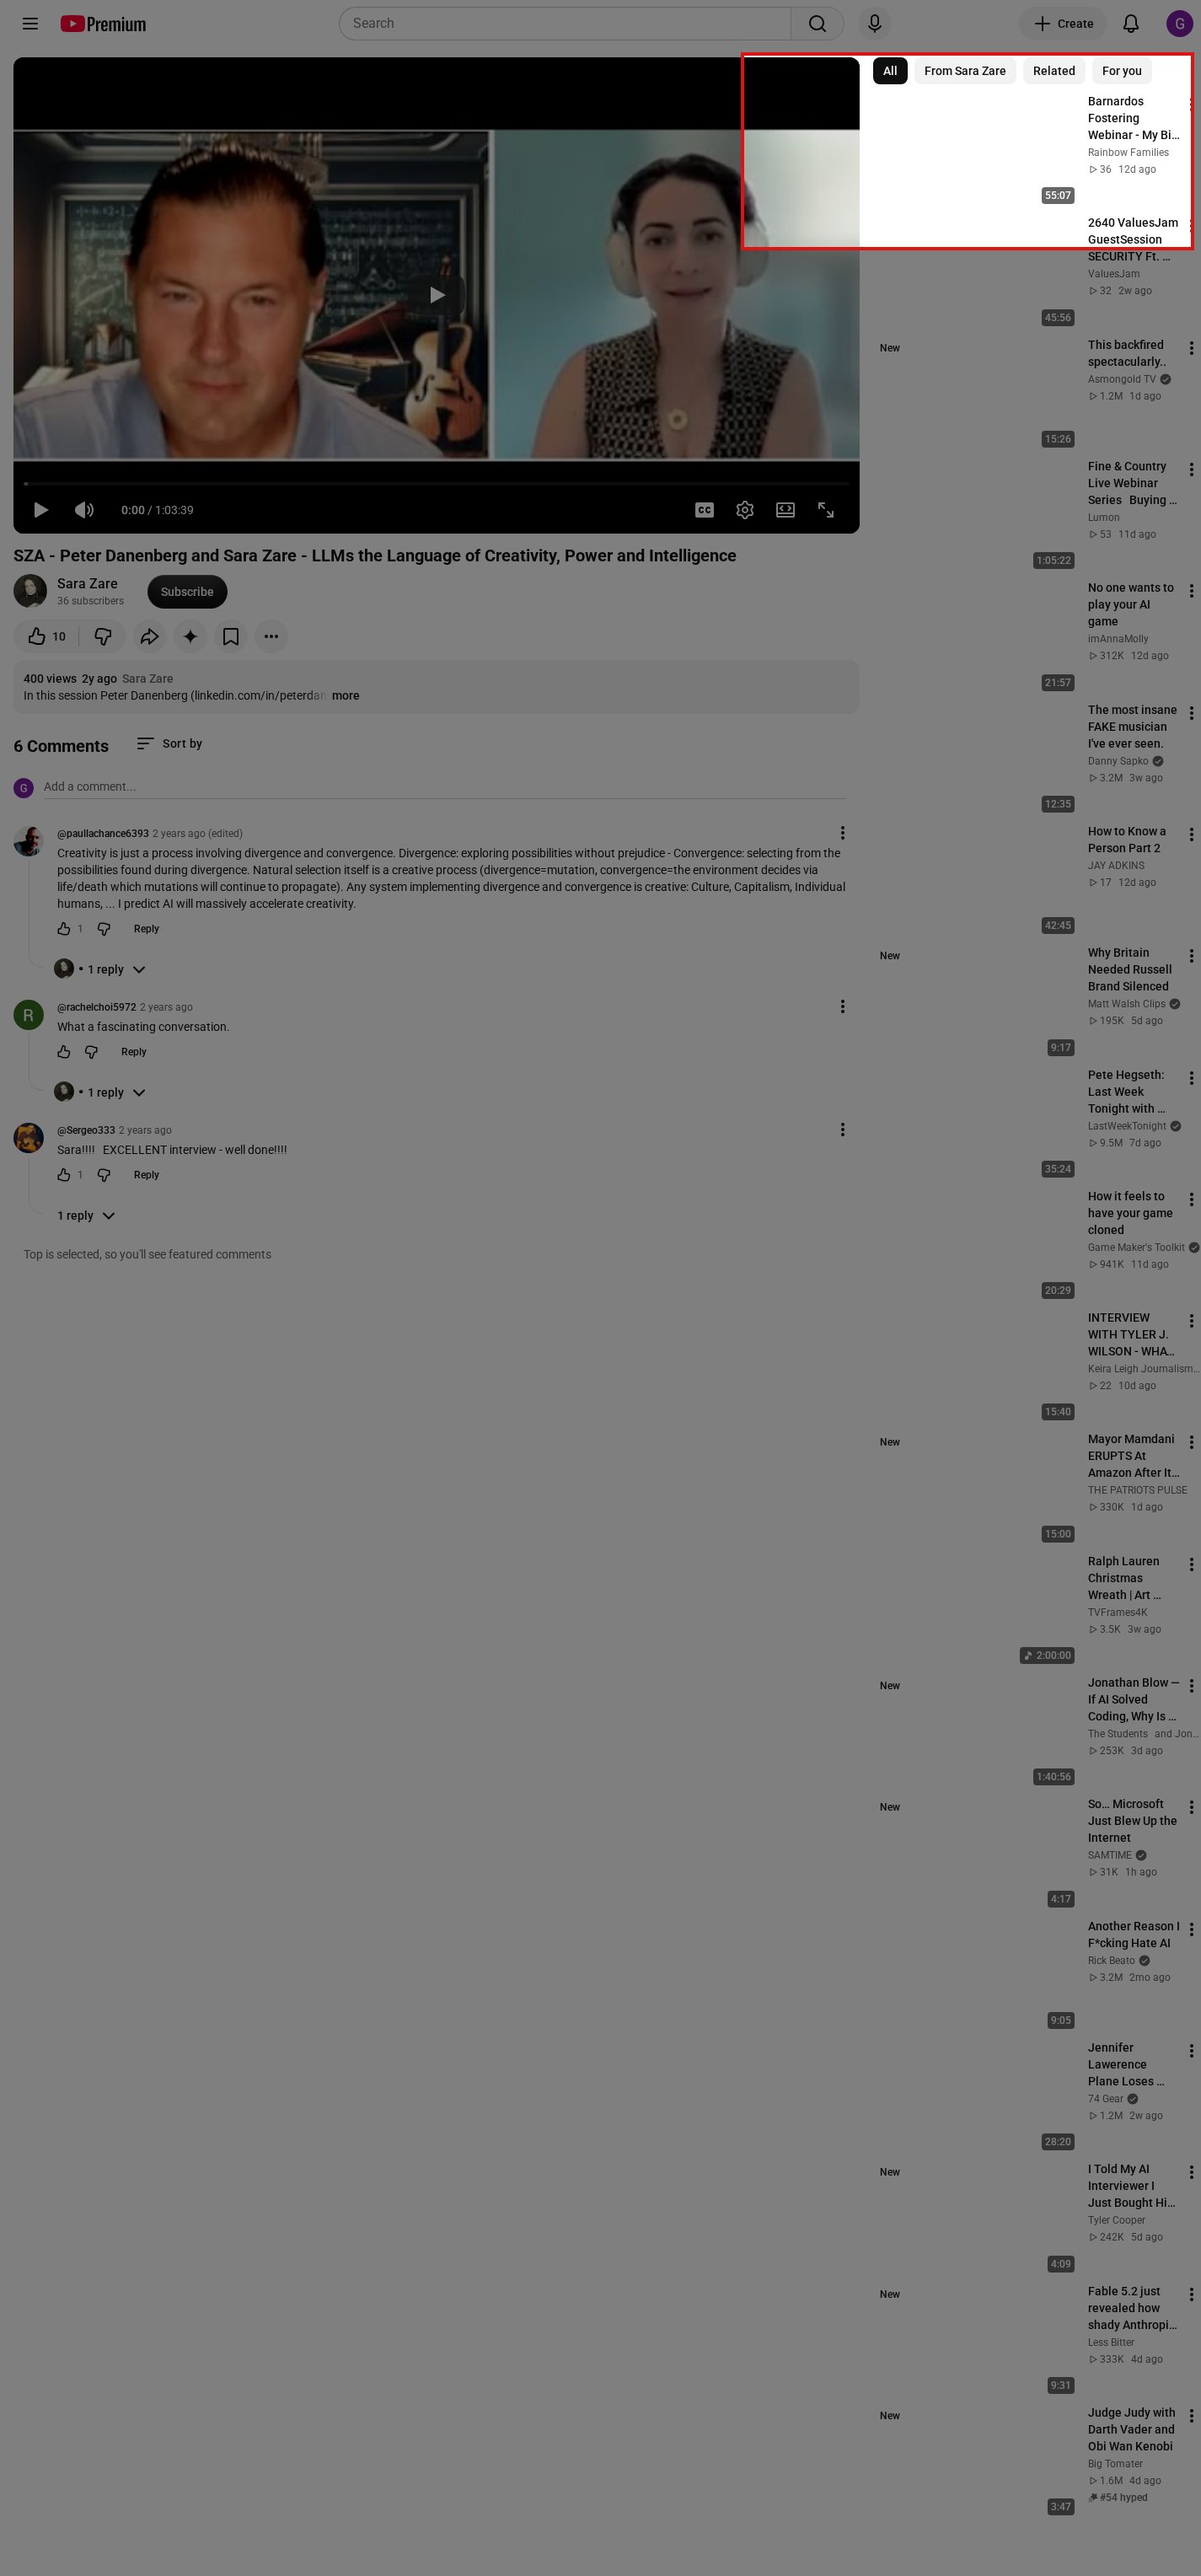 Premium
Search
Create
G
All
From Sara Zare
Related
For you
CC
0:00 / 1:03:39
SZA - Peter Danenberg and Sara Zare - LLMs the Language of Creativity, Power and Intelligence
Sara Zare
36 subscribers
Subscribe
10
400 views 2y ago Sara Zare
In this session Peter Danenberg (linkedin.com/in/peterdan more
6 Comments
Sort by
G
Add a comment...
@paullachance6393 2 years ago (edited)
Creativity is just a process involving divergence and convergence. Divergence: exploring possibilities without prejudice - Convergence: selecting from the
possibilities found during divergence. Natural selection itself is a creative process (divergence=mutation, convergence=the environment decides via
life/death which mutations will continue to propagate). Any system implementing divergence and convergence is creative: Culture, Capitalism, Individual
humans, ... I predict AI will massively accelerate creativity.
1
Reply
• 1 reply
R
@rachelchoi5972 2 years ago
What a fascinating conversation.
Reply
• 1 reply
@Sergeo333 2 years ago
Sara!!!! EXCELLENT interview - well done!!!!
1
Reply
1 reply
Top is selected, so you'll see featured comments
Barnardos
Fostering
Webinar - My Bi...
Rainbow Families
36 12d ago
55:07
2640 ValuesJam
GuestSession
SECURITY Ft. ...
ValuesJam
32 2w ago
45:56
New
This backfired
spectacularly..
Asmongold TV
1.2M 1d ago
15:26
Fine & Country
Live Webinar
Series Buying ...
Lumon
53 11d ago
1:05:22
No one wants to
play your AI
game
imAnnaMolly
312K 12d ago
21:57
The most insane
FAKE musician
I've ever seen.
Danny Sapko
3.2M 3w ago
12:35
How to Know a
Person Part 2
JAY ADKINS
17 12d ago
42:45
New
Why Britain
Needed Russell
Brand Silenced
Matt Walsh Clips
195K 5d ago
9:17
Pete Hegseth:
Last Week
Tonight with ...
LastWeekTonight
9.5M 7d ago
35:24
How it feels to
have your game
cloned
Game Maker's Toolkit
941K 11d ago
20:29
INTERVIEW
WITH TYLER J.
WILSON - WHA...
Keira Leigh Journalism...
22 10d ago
15:40
New
Mayor Mamdani
ERUPTS At
Amazon After It...
THE PATRIOTS PULSE
330K 1d ago
15:00
Ralph Lauren
Christmas
Wreath | Art ...
TVFrames4K
3.5K 3w ago
2:00:00
New
Jonathan Blow —
If AI Solved
Coding, Why Is ...
The Students and Jon...
253K 3d ago
1:40:56
New
So... Microsoft
Just Blew Up the
Internet
SAMTIME
31K 1h ago
4:17
Another Reason I
F*cking Hate AI
Rick Beato
3.2M 2mo ago
9:05
Jennifer
Lawerence
Plane Loses ...
74 Gear
1.2M 2w ago
28:20
New
I Told My AI
Interviewer I
Just Bought Hi...
Tyler Cooper
242K 5d ago
4:09
New
Fable 5.2 just
revealed how
shady Anthropi...
Less Bitter
333K 4d ago
9:31
New
Judge Judy with
Darth Vader and
Obi Wan Kenobi
Big Tomater
1.6M 4d ago
#54 hyped
3:47